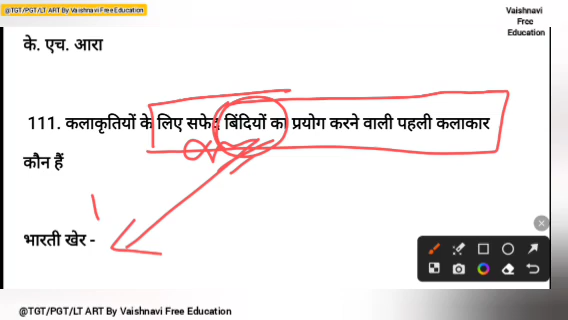 @TGT/PGT/LT ART By Vaishnavi Free Education
Vaishnavi
Free
Education
के. एच. आरा
111. कलाकृतियों के लिए सफेद बिंदियों का प्रयोग करने वाली पहली कलाकार
कौन हैं
भारती खेर -
@TGT/PGT/LT ART By Vaishnavi Free Education